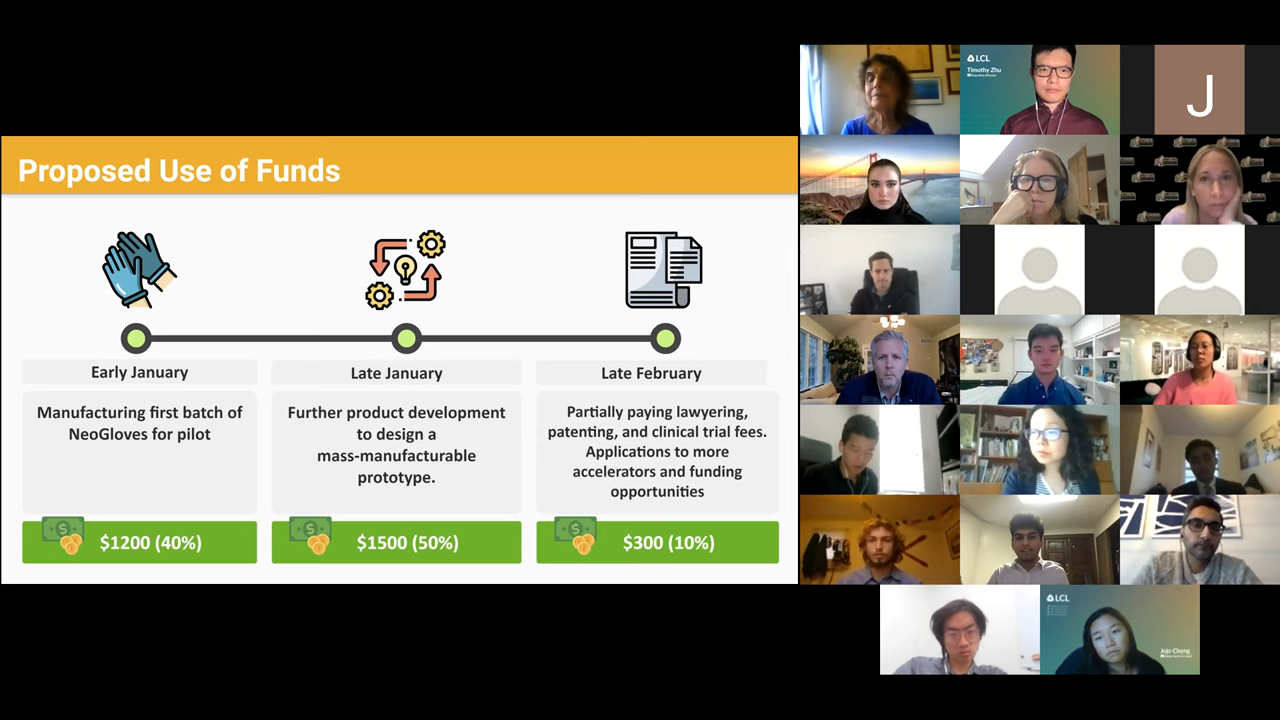 Proposed Use of Funds
Early January
Manufacturing first batch of
NeoGloves for pilot
$1200 (40%)
Late January
Further product development
to design a
mass-manufacturable
prototype.
$1500 (50%)
Late February
Partially paying lawyering,
patenting, and clinical trial fees.
Applications to more
accelerators and funding
opportunities
$300 (10%)
LCL
Timothy Zhu
J
LCL
Jojo Cheng